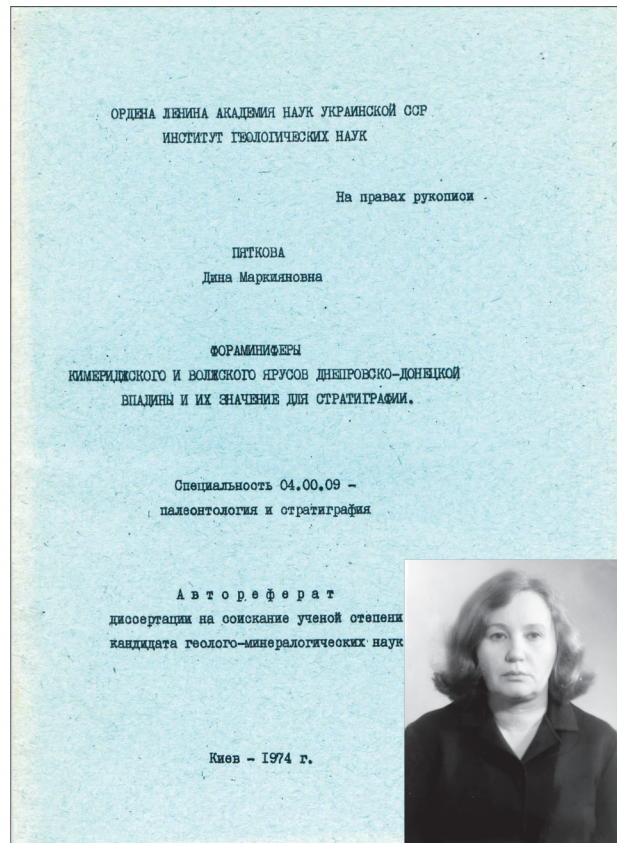 ОРДЕНА ЛЕНИНА АКАДЕМИЯ НАУК УКРАИНСКОЙ ССР
ИНСТИТУТ ГЕОЛОГИЧЕСКИХ НАУК
На правах рукописи
ПЯТКОВА
Дина Маркияновна
ФОРАМИНИФЕРЫ
КИМЕРИДЖСКОГО И ВОЛЖСКОГО ЯРУСОВ ДНЕПРОВСКО-ДОНЕЦКОЙ
ВПАДИНЫ И ИХ ЗНАЧЕНИЕ ДЛЯ СТРАТИГРАФИИ.
Специальность 04.00.09 –
палеонтология и стратиграфия
А в т о р е ф е р а т
диссертации на соискание ученой степени
кандидата геолого-минералогических наук
Киев – 1974 г.